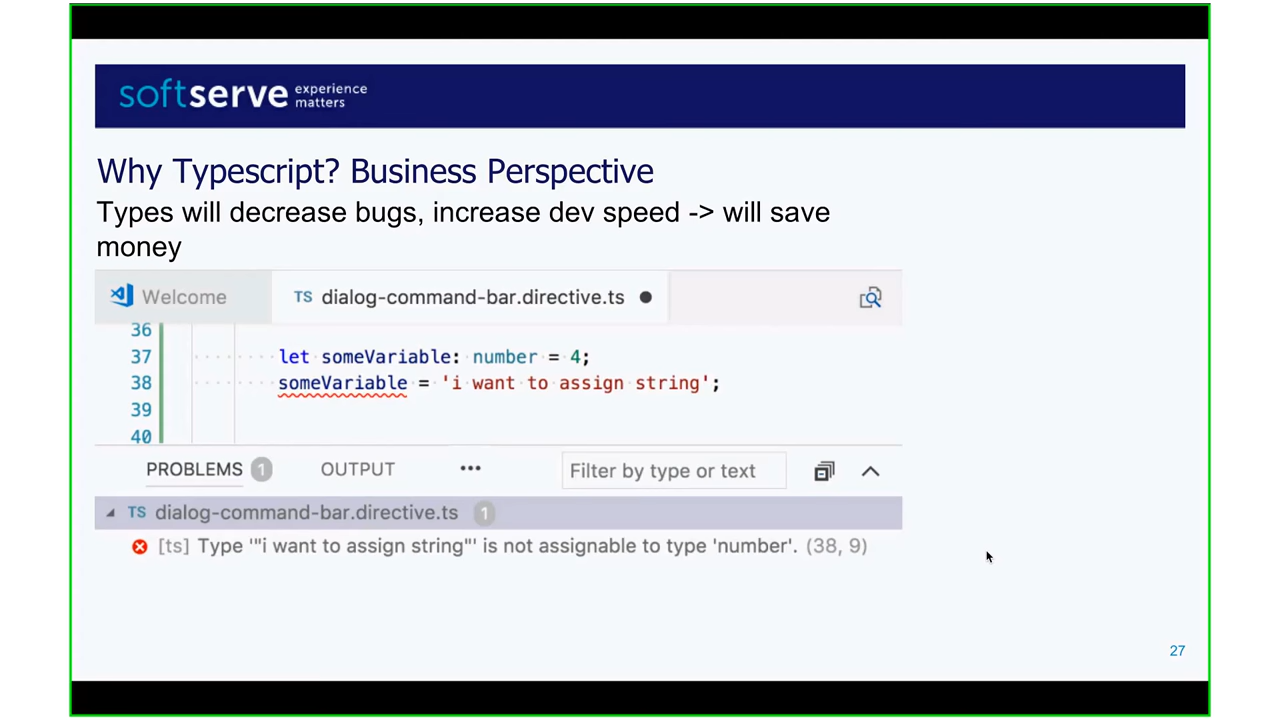 softserve experience matters
Why Typescript? Business Perspective
Types will decrease bugs, increase dev speed -> will save
money
Welcome TS dialog-command-bar.directive.ts
36
37 let someVariable: number = 4;
38 someVariable = 'i want to assign string';
39
40
PROBLEMS 1 OUTPUT ••• Filter by type or text
TS dialog-command-bar.directive.ts 1
[ts] Type '"i want to assign string"' is not assignable to type 'number'. (38, 9)
27